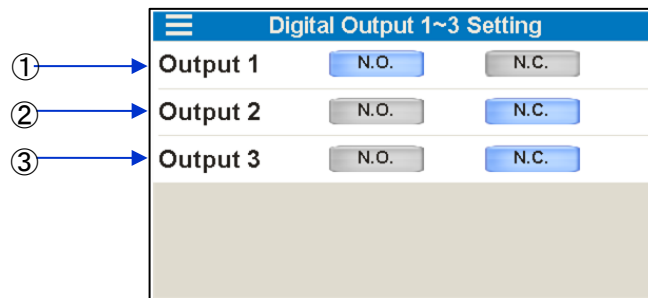 Digital Output 1~3 Setting
① Output 1 N.O. N.C.
② Output 2 N.O. N.C.
③ Output 3 N.O. N.C.